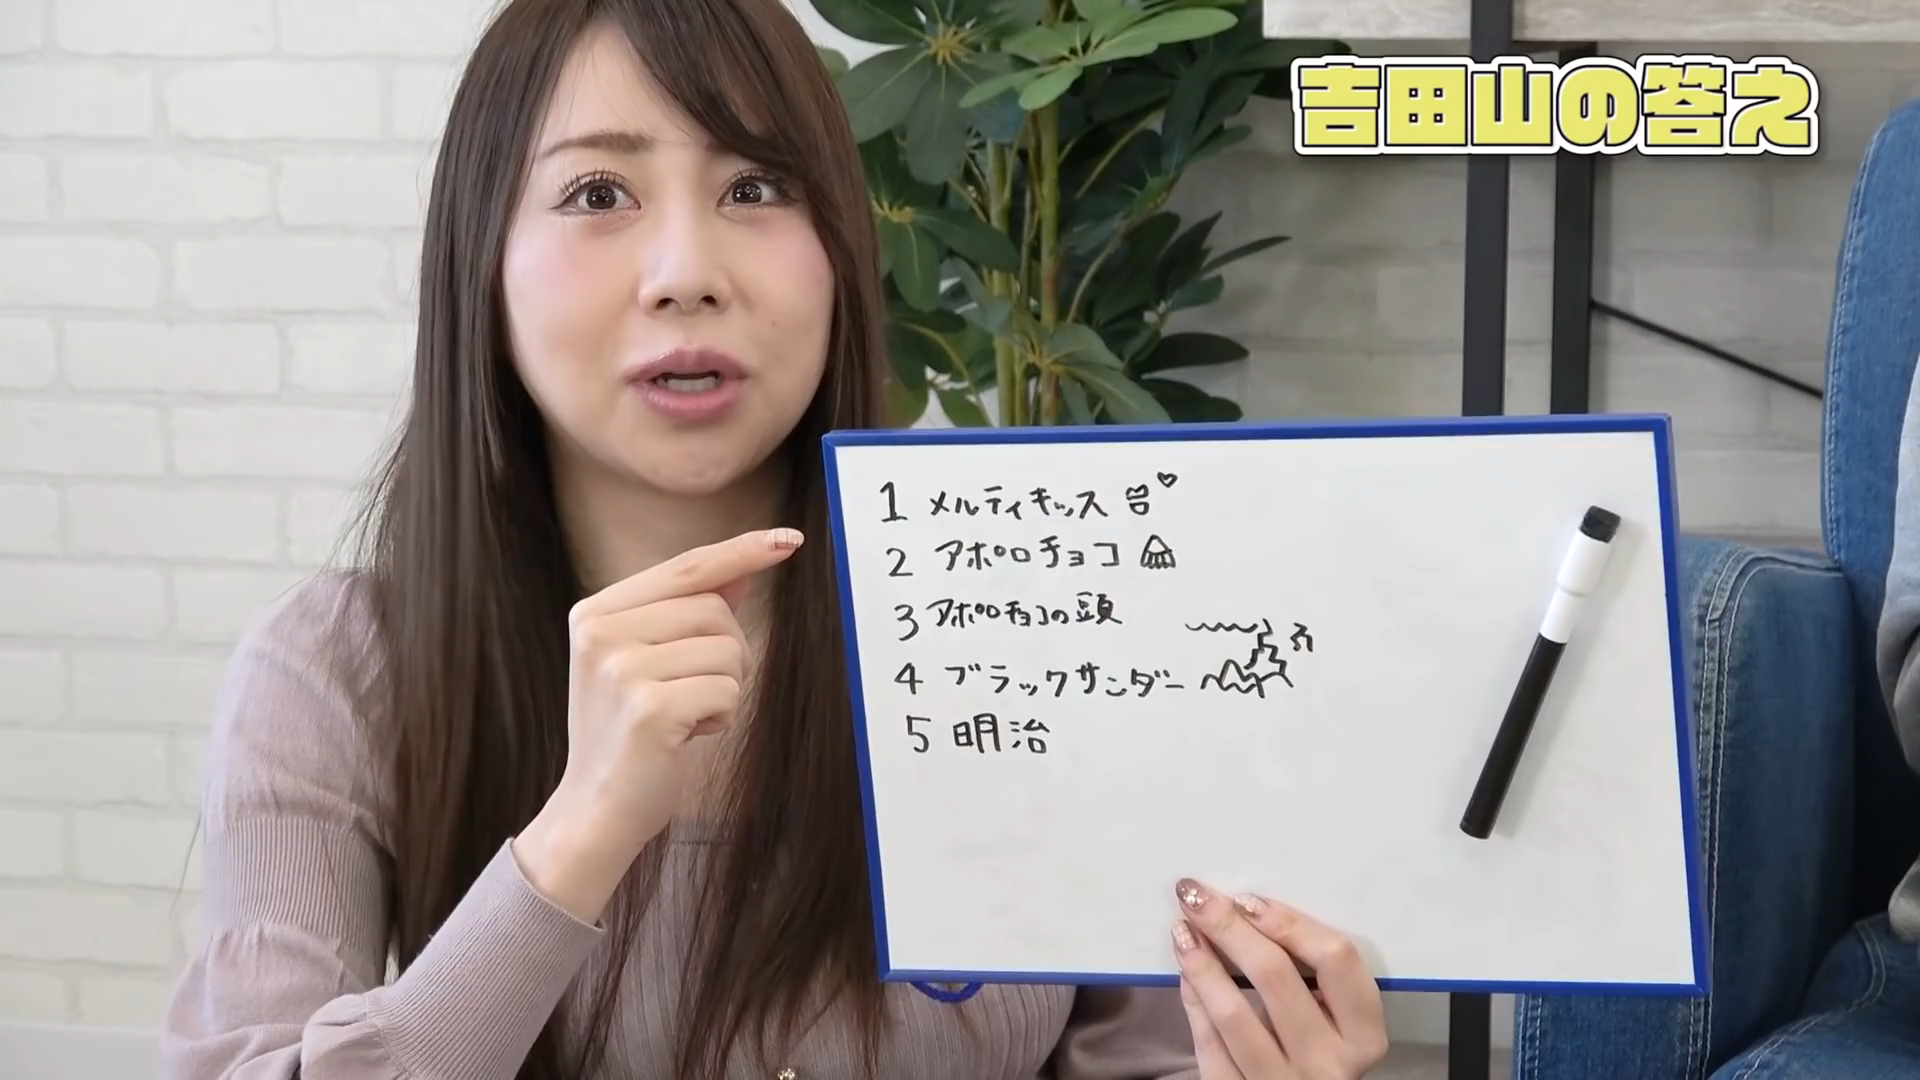 吉田山の答え
1 メルティキッス
2 アポロチョコ
3 アポロチョコの頭
4 ブラックサンダー
5 明治